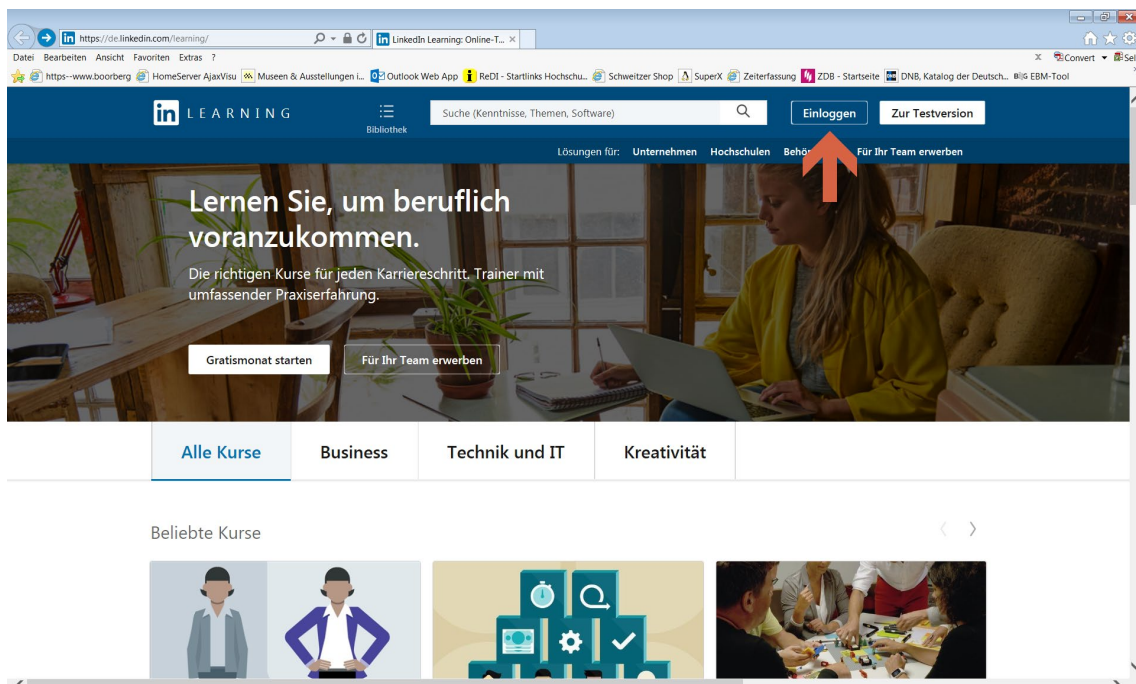 https://de.linkedin.com/learning/
LinkedIn Learning: Online-T...
Datei Bearbeiten Ansicht Favoriten Extras ?
x Convert Sel
https--www.boorberg HomeServer AjaxVisu Museen & Ausstellungen i... Outlook Web App ReDI - Startlinks Hochschu... Schweitzer Shop SuperX Zeiterfassung ZDB - Startseite DNB, Katalog der Deutsch... EBM-Tool
in LEARNING
Bibliothek
Suche (Kenntnisse, Themen, Software)
Einloggen
Zur Testversion
Lösungen für: Unternehmen Hochschulen Für Ihr Team erwerben
Lernen Sie, um beruflich
voranzukommen.
Die richtigen Kurse für jeden Karriereschritt. Trainer mit
umfassender Praxiserfahrung.
Gratismonat starten
Für Ihr Team erwerben
Alle Kurse
Business
Technik und IT
Kreativität
Beliebte Kurse